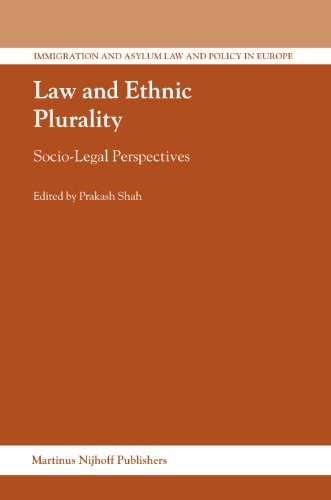 IMMIGRATION AND ASYLUM LAW AND POLICY IN EUROPE
Law and Ethnic
Plurality
Socio-Legal Perspectives
Edited by Prakash Shah
Martinus Nijhoff Publishers